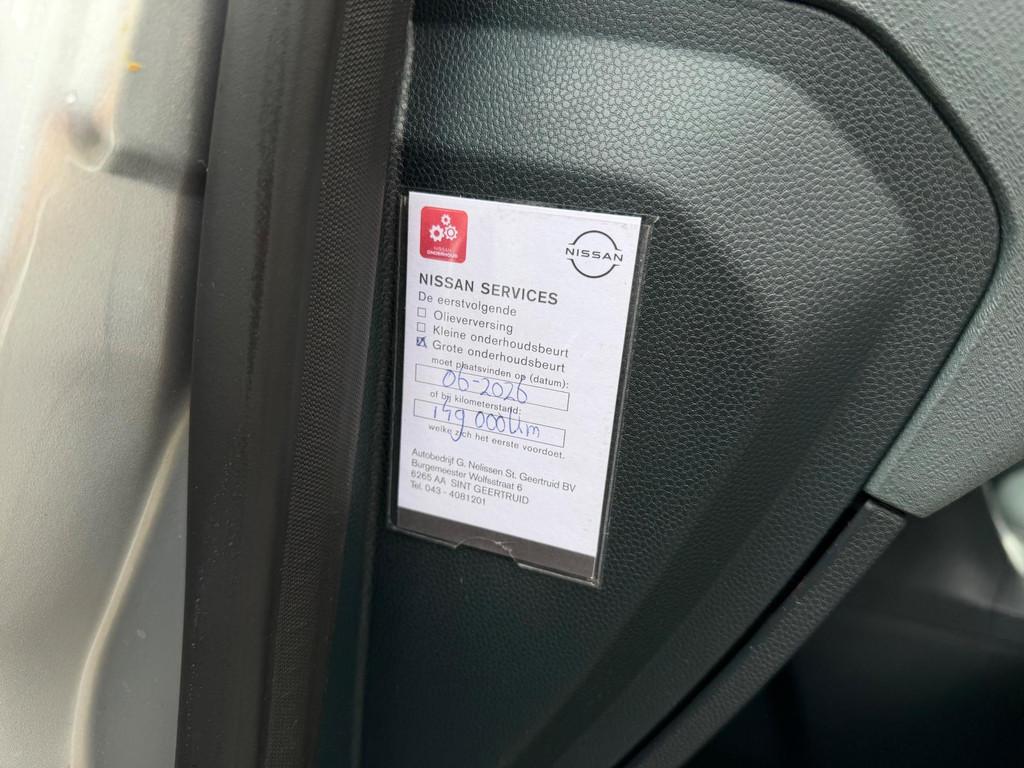 NISSAN
ONDERHOUD
NISSAN
NISSAN SERVICES
De eerstvolgende
Olieverversing
Kleine onderhoudsbeurt
Grote onderhoudsbeurt
moet plaatsvinden op (datum):
06-2026
of bij kilometerstand:
149 000km
welke zich het eerste voordoet.
Autobedrijf G. Nelissen St. Geertruid BV
Burgemeester Wolfsstraat 6
6265 AA SINT GEERTRUID
Tel. 043 - 4081201